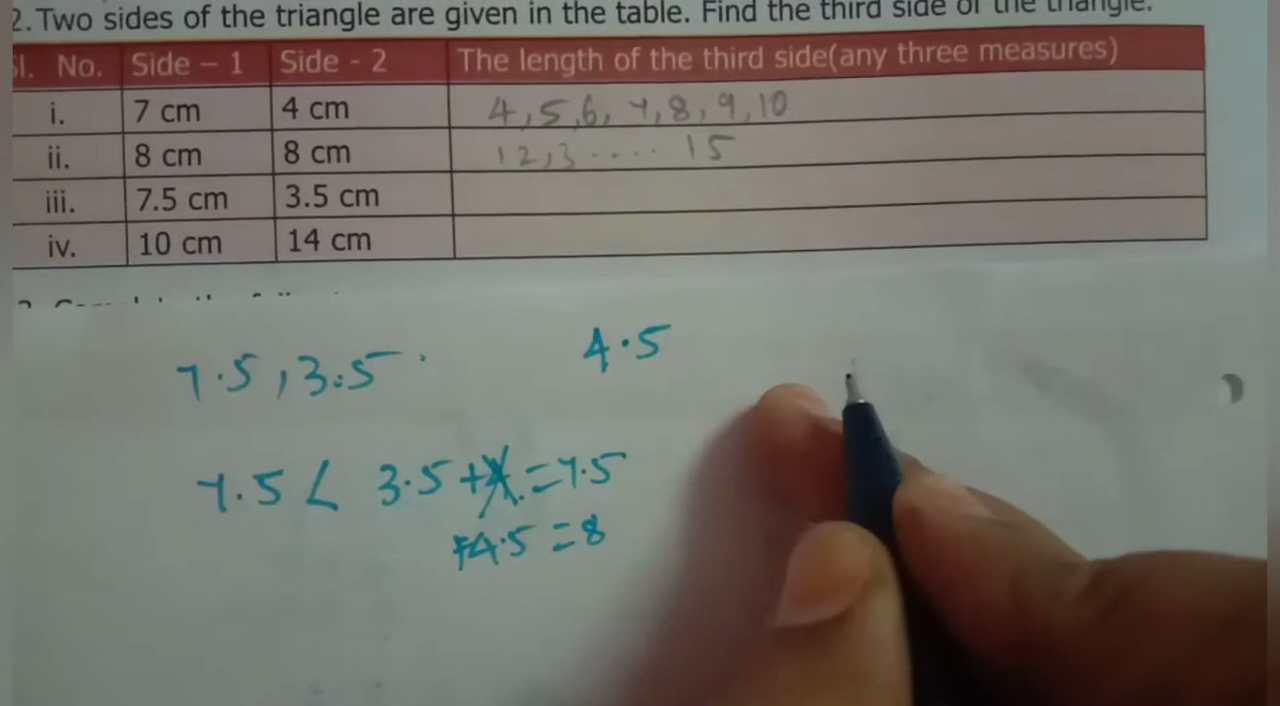 2. Two sides of the triangle are given in the table. Find the third side of the triangle.
Sl. No. Side – 1 Side - 2 The length of the third side(any three measures)
i. 7 cm 4 cm 4,5,6,7,8,9,10
ii. 8 cm 8 cm 1 2,3..... 15
iii. 7.5 cm 3.5 cm
iv. 10 cm 14 cm
7.5,3.5 4.5
7.5 < 3.5+4=7.5
+4.5=8